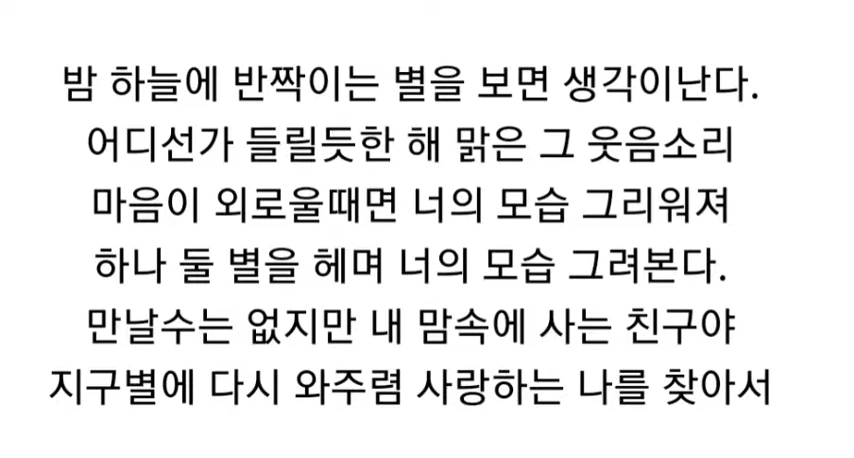 밤 하늘에 반짝이는 별을 보면 생각이난다.
어디선가 들릴듯한 해 맑은 그 웃음소리
마음이 외로울때면 너의 모습 그리워져
하나 둘 별을 헤며 너의 모습 그려본다.
만날수는 없지만 내 맘속에 사는 친구야
지구별에 다시 와주렴 사랑하는 나를 찾아서